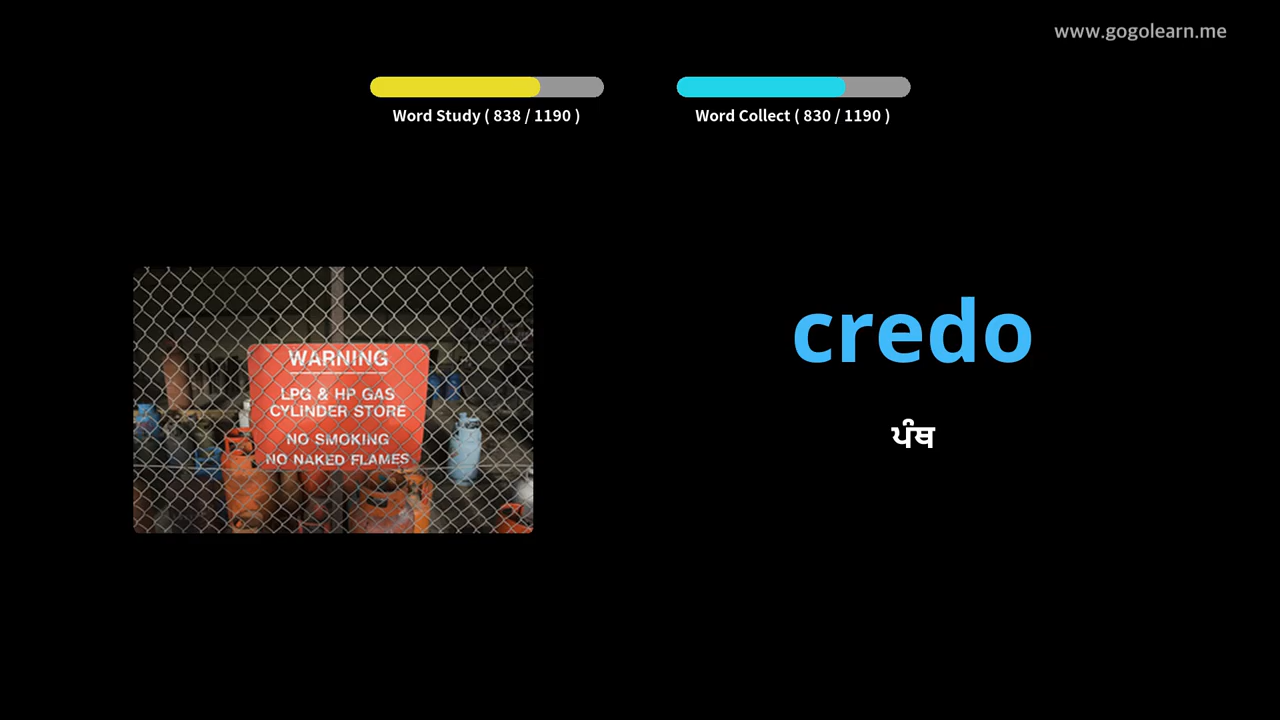 www.gogolearn.me
Word Study ( 838 / 1190 )
Word Collect ( 830 / 1190 )
WARNING
LPG & HP GAS
CYLINDER STORE
NO SMOKING
NO NAKED FLAMES
credo
ਪੰਥ